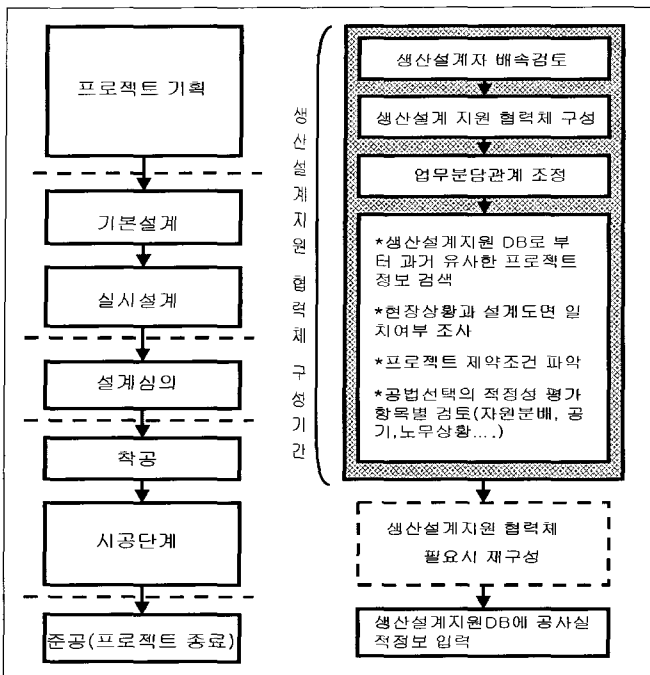 프로젝트 기획
기본설계
실시설계
설계심의
착공
시공단계
준공(프로젝트 종료)
생산설계지원 협력체 구성기간
생산설계자 배속검토
생산설계 지원 협력체 구성
업무분담관계 조정
*생산설계지원 DB로 부
터 과거 유사한 프로젝트
정보 검색
*현장상황과 설계도면 일
치여부 조사
*프로젝트 제약조건 파악
*공법선택의 적정성 평가
항목별 검토(자원분배, 공
기,노무상황....)
생산설계지원 협력체
필요시 재구성
생산설계지원DB에 공사실
적정보 입력